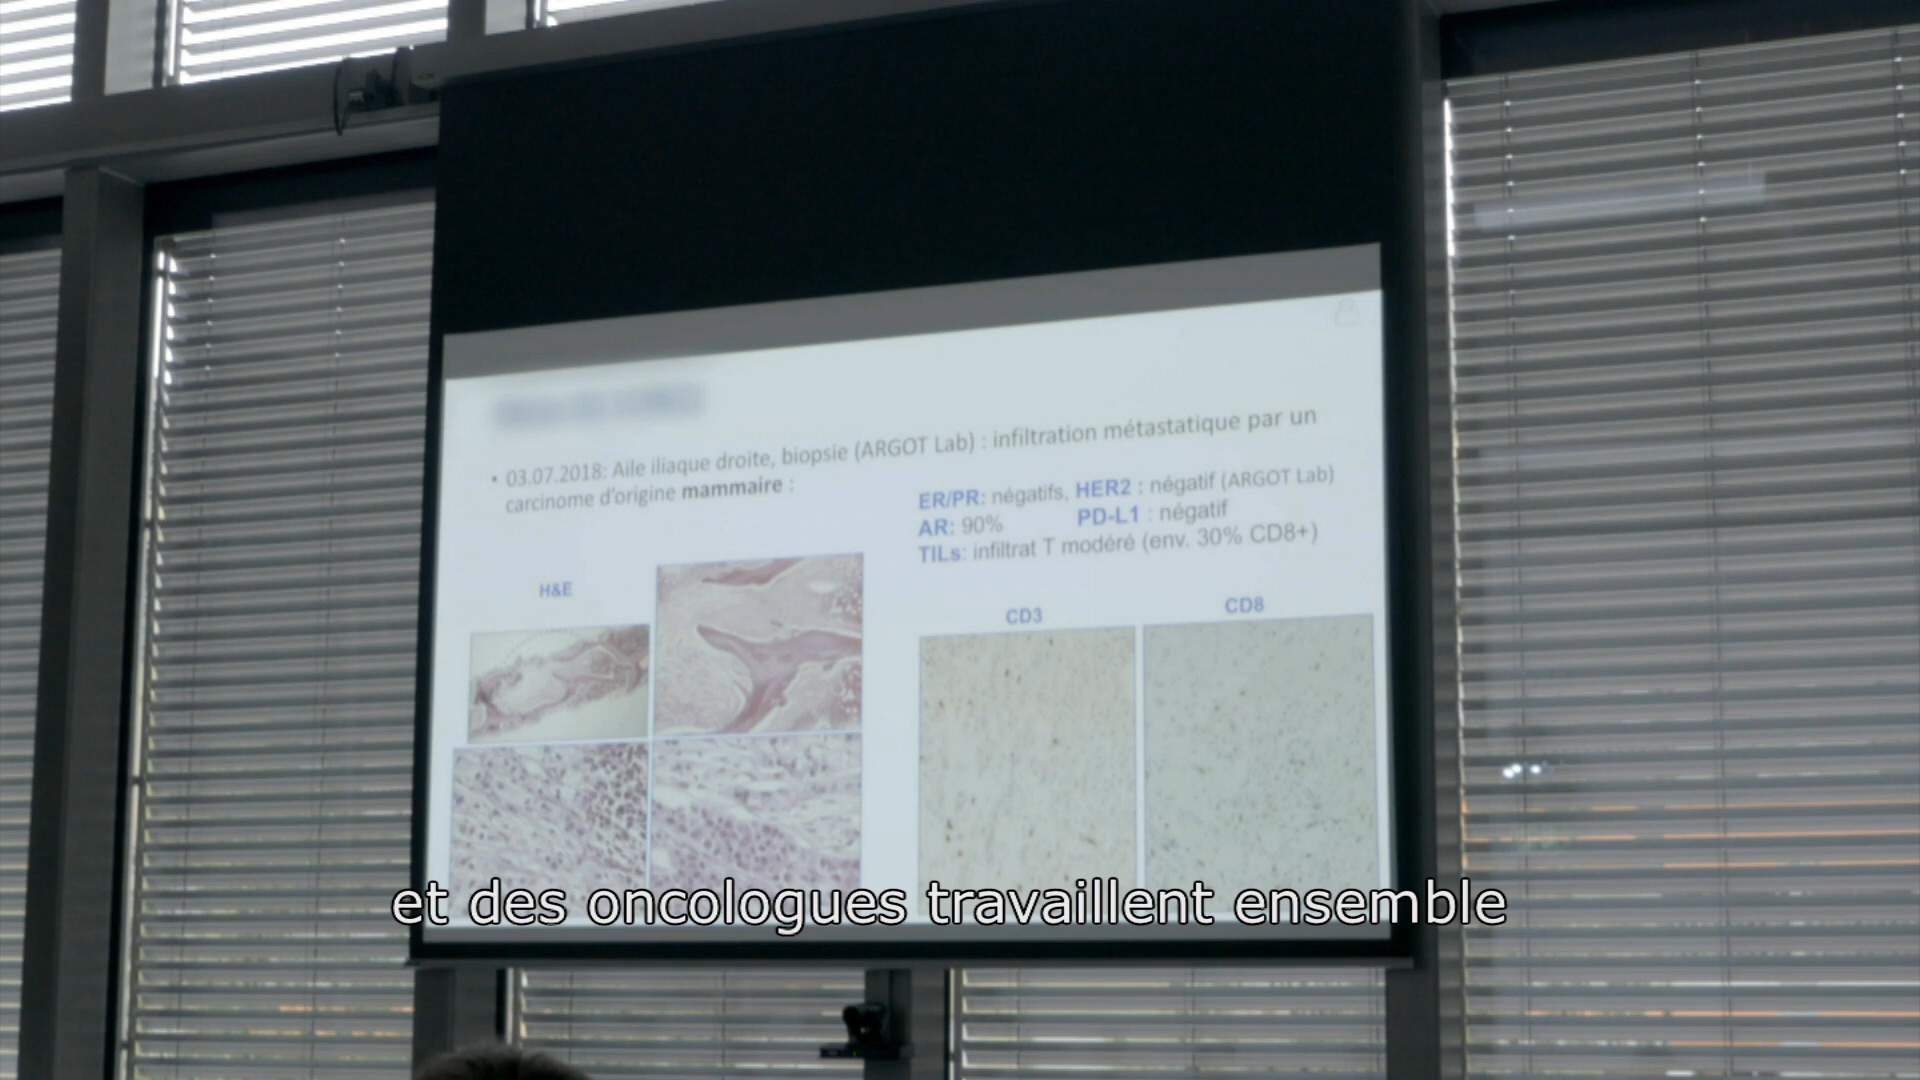 • 03.07.2018: Aile iliaque droite, biopsie (ARGOT Lab) : infiltration métastatique par un
carcinome d'origine mammaire :
ER/PR: négatifs, HER2 : négatif (ARGOT Lab)
AR: 90% PD-L1 : négatif
TILs: infiltrat T modéré (env. 30% CD8+)
H&E
CD3
CD8
et des oncologues travaillent ensemble